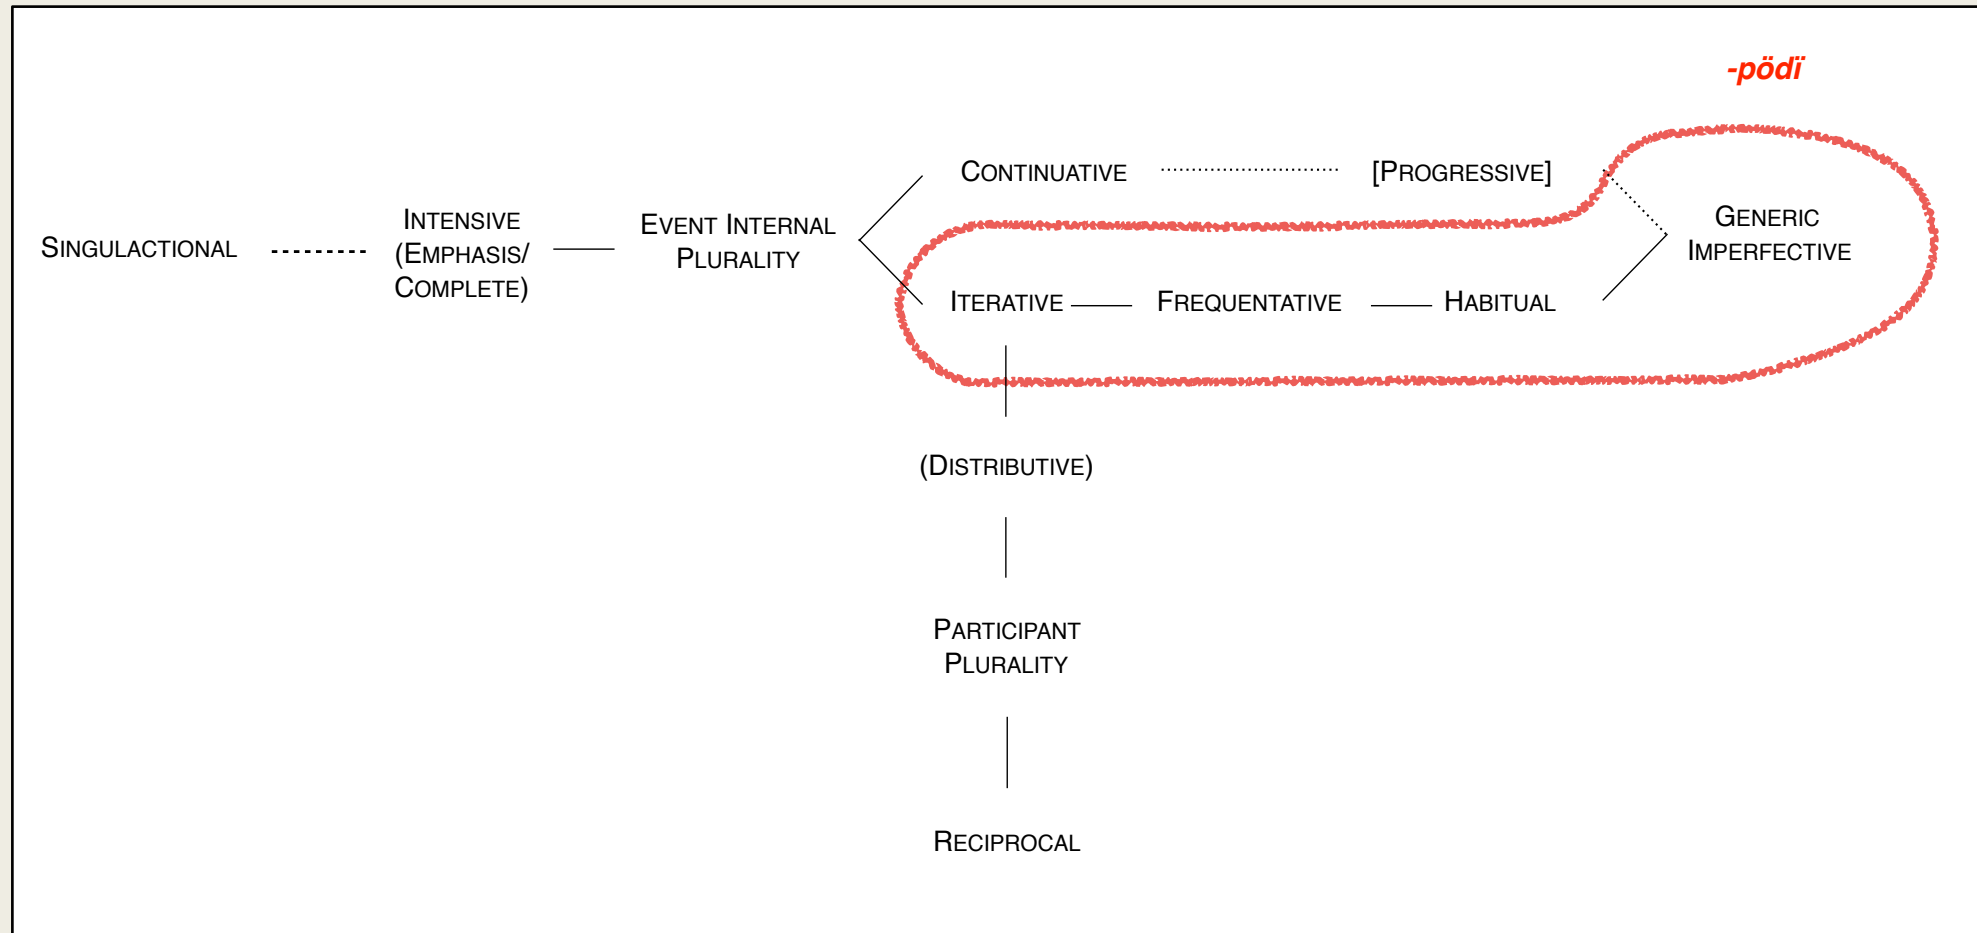 -pödï
CONTINUATIVE
[PROGRESSIVE]
SINGULACTIONAL
INTENSIVE
(EMPHASIS/
COMPLETE)
EVENT INTERNAL
PLURALITY
GENERIC
IMPERFECTIVE
ITERATIVE
FREQUENTATIVE
HABITUAL
(DISTRIBUTIVE)
PARTICIPANT
PLURALITY
RECIPROCAL